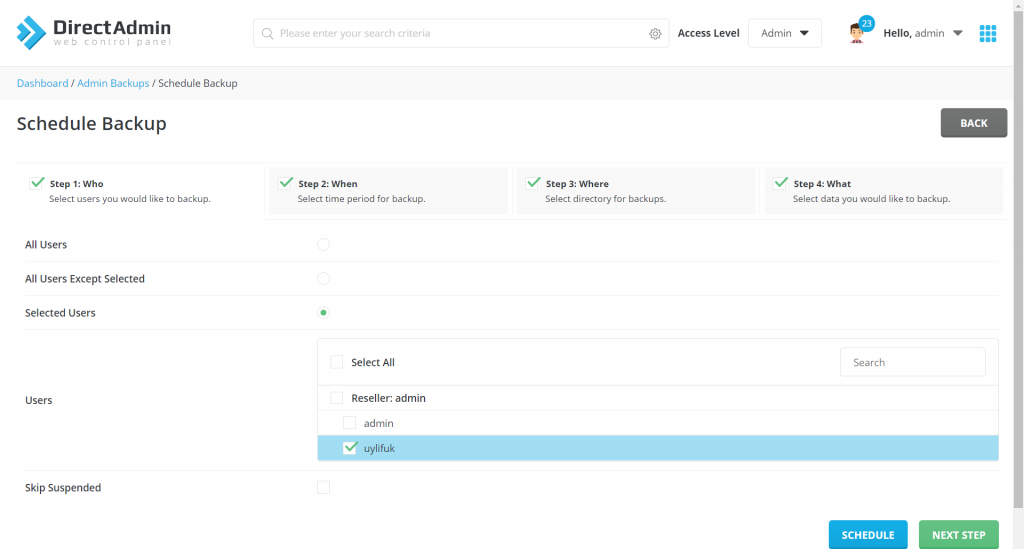 DirectAdmin
web control panel
Please enter your search criteria
Access Level
Admin
23
Hello, admin
Dashboard / Admin Backups / Schedule Backup
Schedule Backup
BACK
Step 1: Who
Select users you would like to backup.
Step 2: When
Select time period for backup.
Step 3: Where
Select directory for backups.
Step 4: What
Select data you would like to backup.
All Users
All Users Except Selected
Selected Users
Users
Select All
Search
Reseller: admin
admin
uylifuk
Skip Suspended
SCHEDULE
NEXT STEP